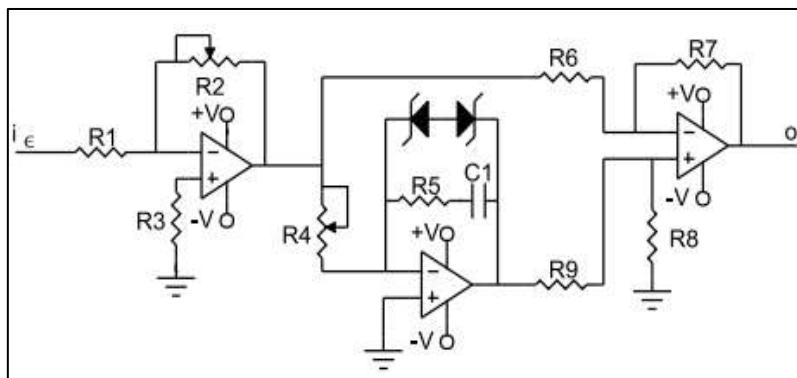 R6
R7
R2
+V
+V
i ε
R1
o
C1
R5
R3
-V
-V
R4
+V
R8
R9
-V